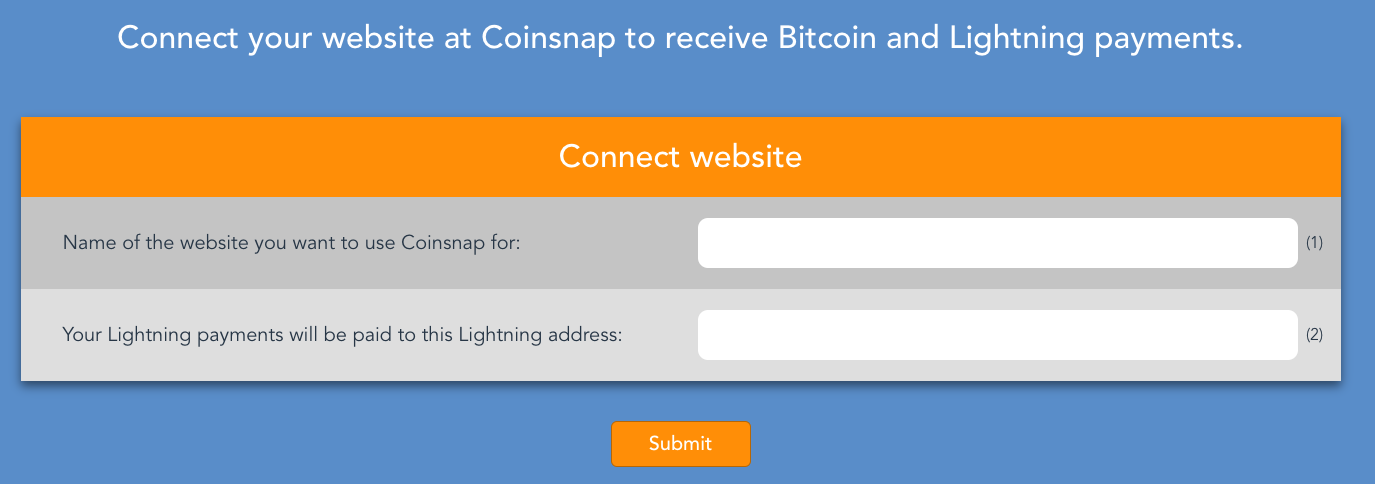 Connect your website at Coinsnap to receive Bitcoin and Lightning payments.
Connect website
Name of the website you want to use Coinsnap for: (1)
Your Lightning payments will be paid to this Lightning address: (2)
Submit